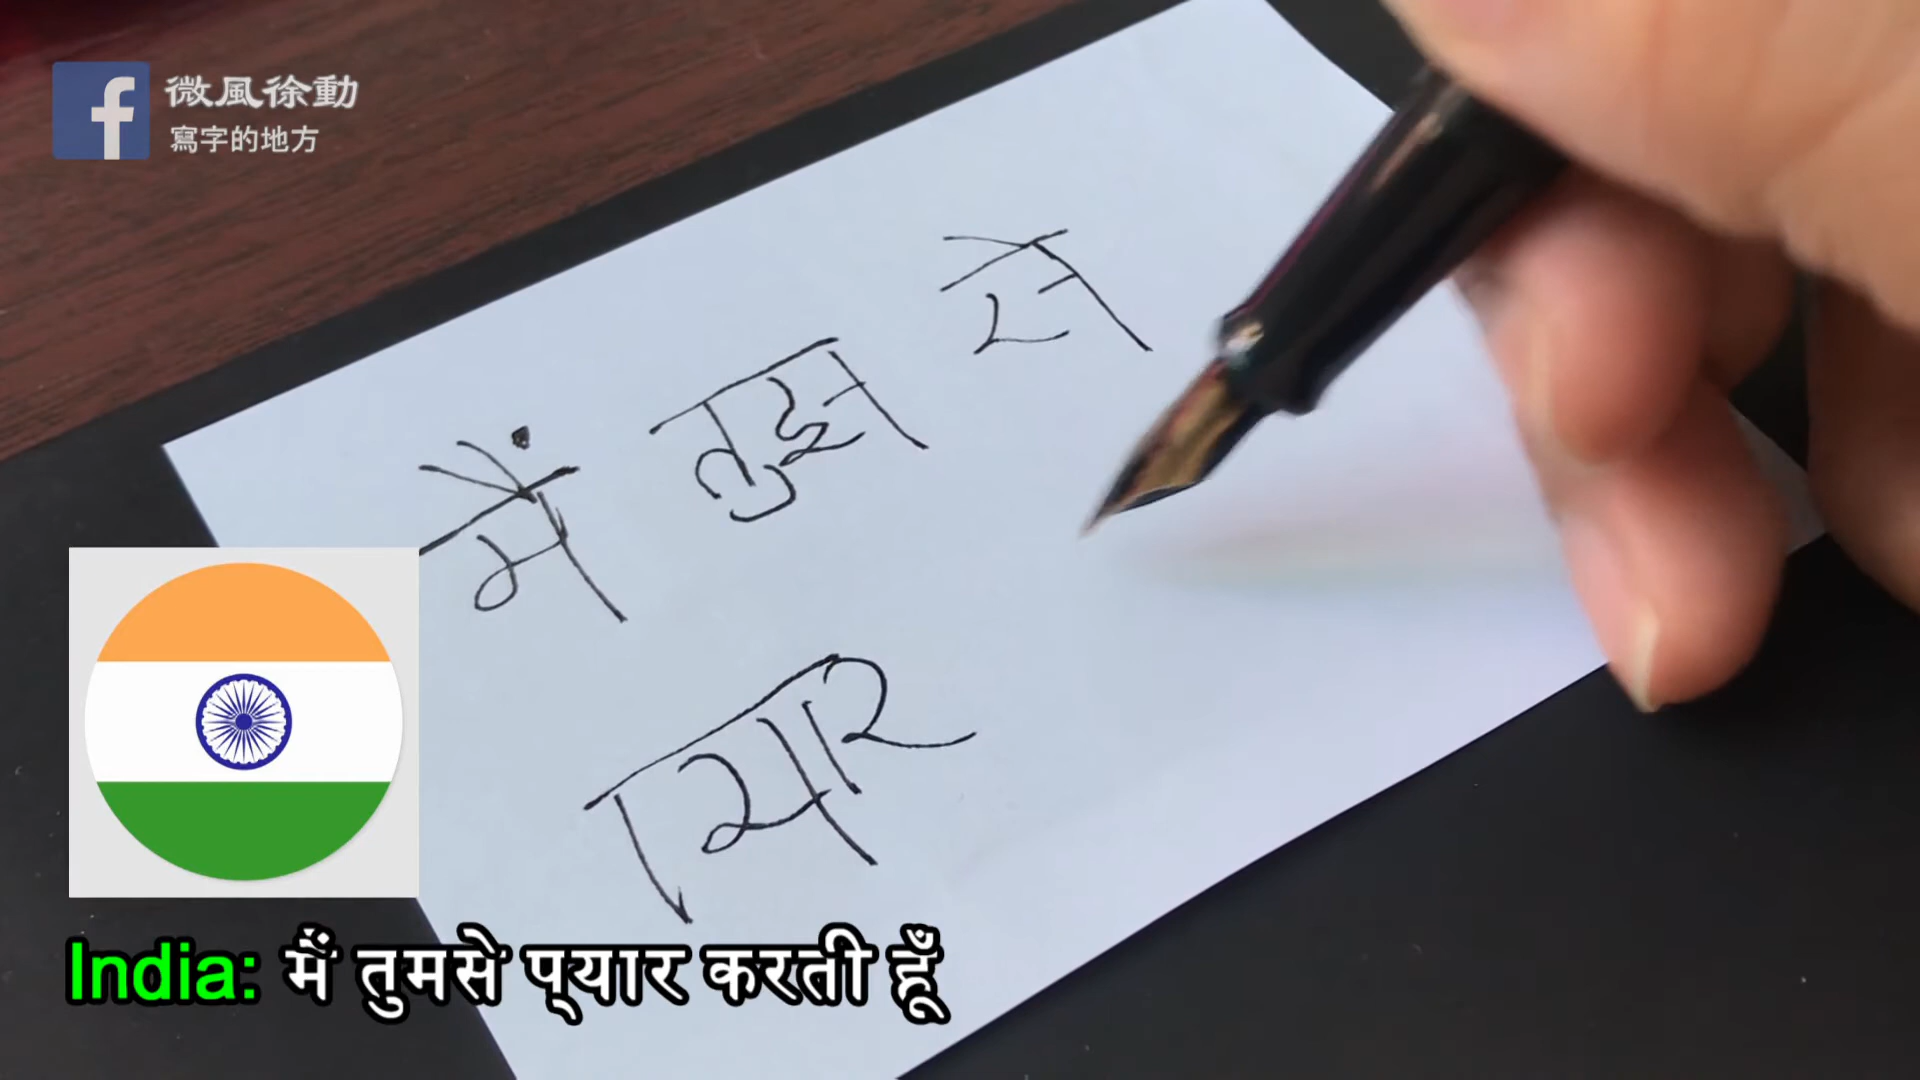 微風徐動
寫字的地方
मैं तुझ से
प्यार
India: मैं तुमसे प्‌यार करती हूँ